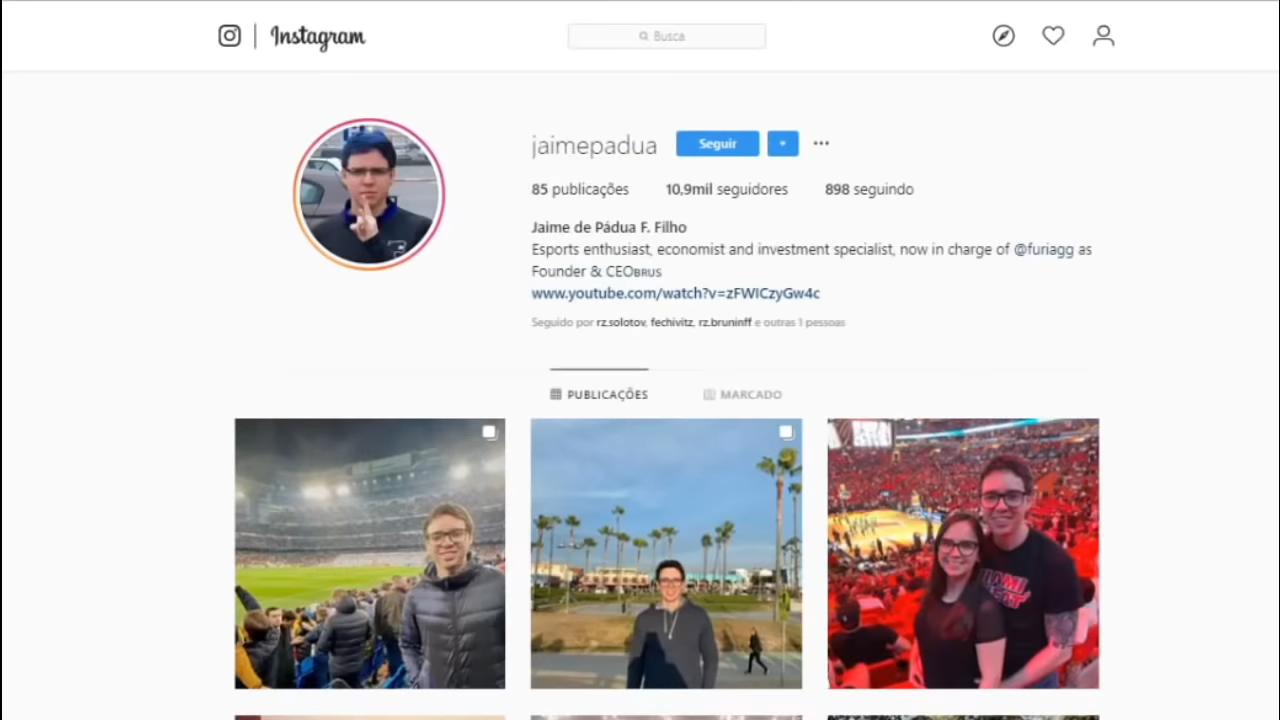 Instagram
Busca
jaimepadua Seguir
85 publicações 10,9mil seguidores 898 seguindo
Jaime de Pádua F. Filho
Esports enthusiast, economist and investment specialist, now in charge of @furiagg as
Founder & CEOBRUS
www.youtube.com/watch?v=zFWICzyGw4c
Seguido por rz.solotov, fechivitz, rz.bruninff e outras 1 pessoas
PUBLICAÇÕES MARCADO
MIAMI
HEAT